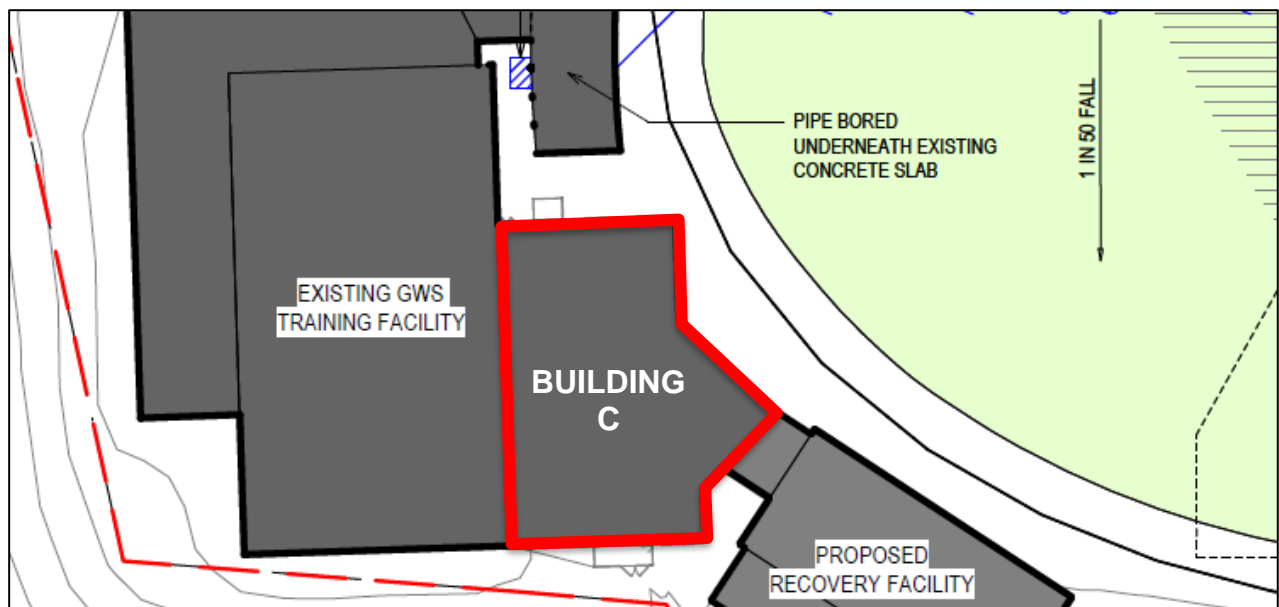 PIPE BORED
UNDERNEATH EXISTING
CONCRETE SLAB
1 IN 50 FALL
EXISTING GWS
TRAINING FACILITY
BUILDING
C
PROPOSED
RECOVERY FACILITY